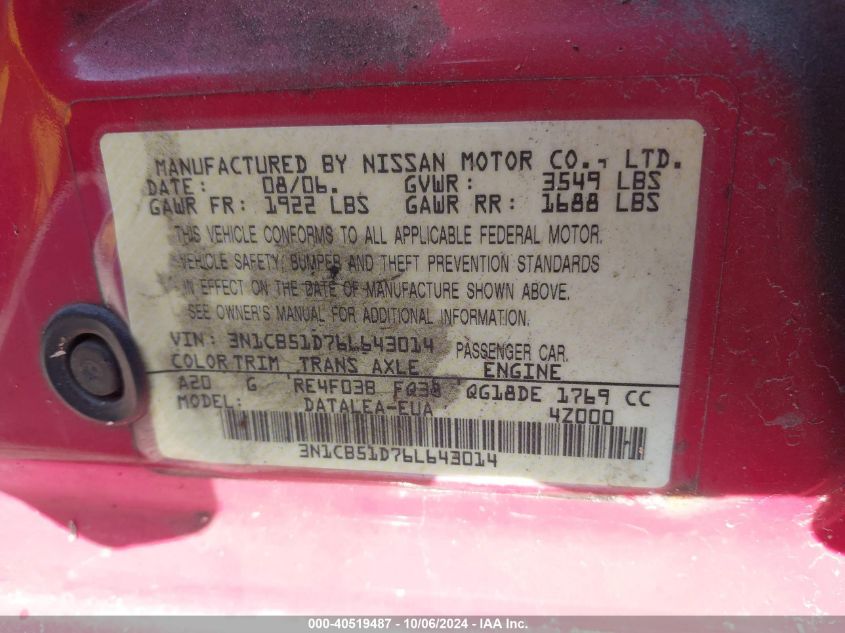 MANUFACTURED BY NISSAN MOTOR CO., LTD.
DATE: 08/06. GVWR: 3549 LBS
GAWR FR: 1922 LBS GAWR RR: 1688 LBS
THIS VEHICLE CONFORMS TO ALL APPLICABLE FEDERAL MOTOR
VEHICLE SAFETY, BUMPER AND THEFT PREVENTION STANDARDS
IN EFFECT ON THE DATE OF MANUFACTURE SHOWN ABOVE.
SEE OWNER'S MANUAL FOR ADDITIONAL INFORMATION.
VIN: 3N1CB51D76L643014 PASSENGER CAR
COLOR TRIM TRANS AXLE ENGINE
A20 G RE4F03B FQ38 QG18DE 1769 CC
MODEL: DATALEA-EUA 4Z000
3N1CB51D76L643014
000-40519487 - 10/06/2024 - IAA Inc.